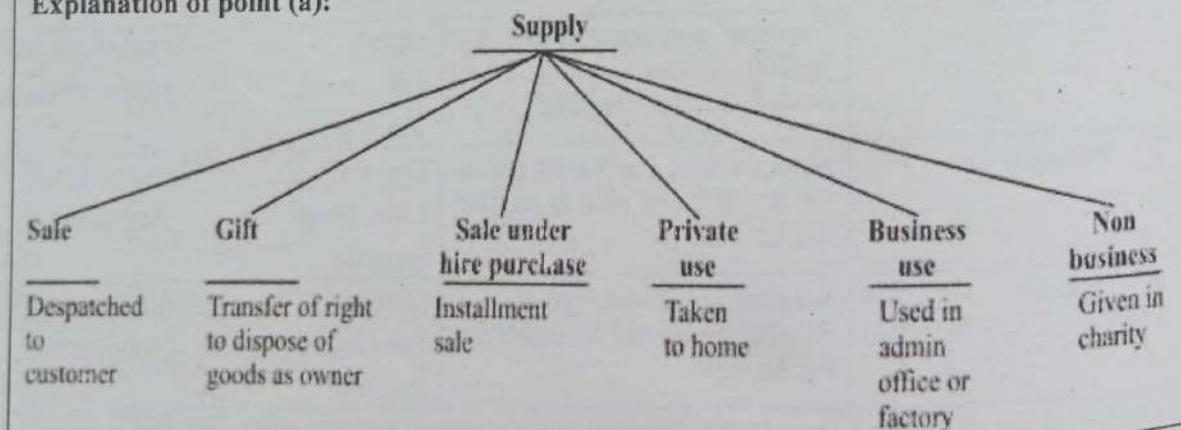 Explanation of point (a):
Supply
Sale
Despatched
to
customer
Gift
Transfer of right
to dispose of
goods as owner
Sale under
hire purchase
Installment
sale
Private
use
Taken
to home
Business
use
Used in
admin
office or
factory
Non
business
Given in
charity